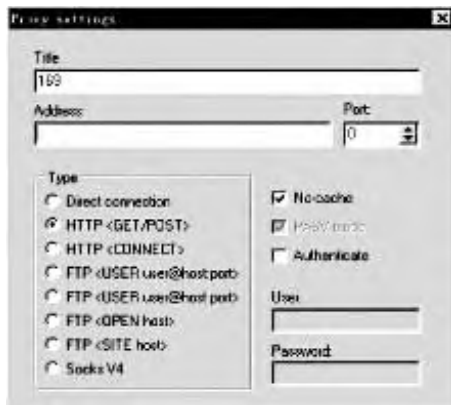 Proxy settings
Title
169
Address
Port
0
Type
Direct connection
HTTP <GET/POST>
HTTP <CONNECT>
FTP <USER user@host:port>
FTP <USER user@host:port>
FTP <OPEN host>
FTP <SITE host>
Socks V4
No-cache
PASV mode
Authenticate
User
Password